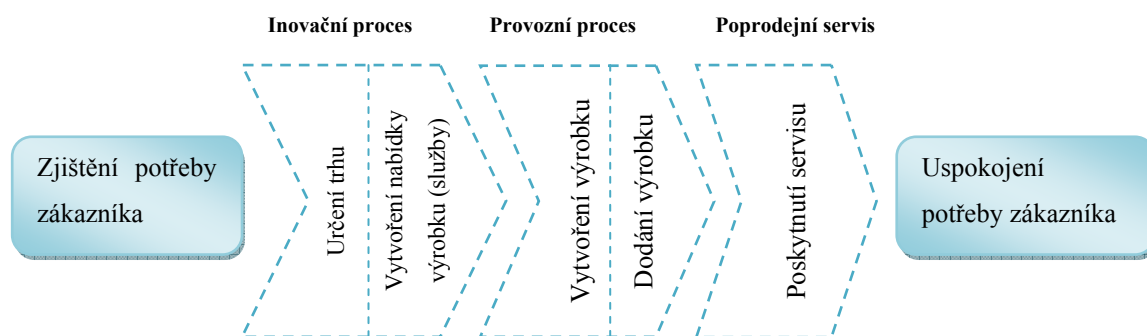 Inovační proces
Provozní proces
Poprodejní servis
Zjištění potřeby
zákazníka
Určení trhu
Vytvoření nabídky
výrobku (služby)
Vytvoření výrobku
Dodání výrobku
Poskytnutí servisu
Uspokojení
potřeby zákazníka